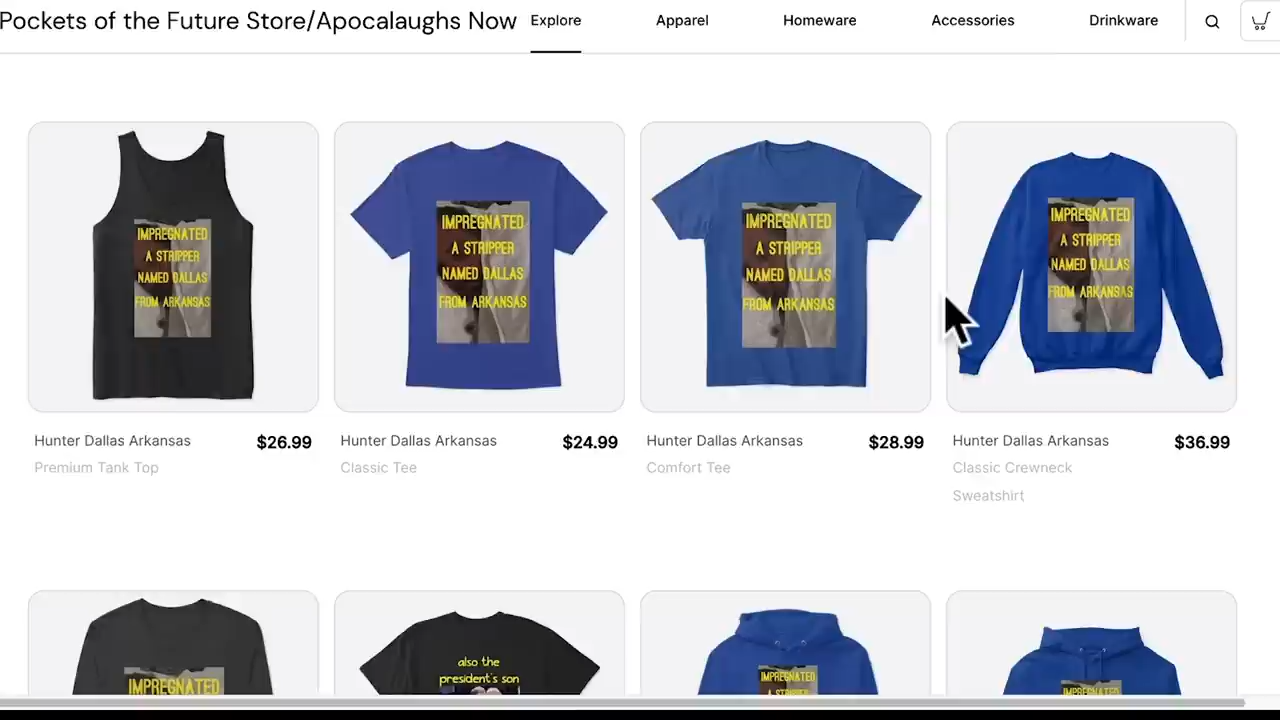 Pockets of the Future Store/Apocalaughs Now
Explore
Apparel
Homeware
Accessories
Drinkware
IMPREGNATED
A STRIPPER
NAMED DALLAS
FROM ARKANSAS
IMPREGNATED
A STRIPPER
NAMED DALLAS
FROM ARKANSAS
IMPREGNATED
A STRIPPER
NAMED DALLAS
FROM ARKANSAS
IMPREGNATED
A STRIPPER
NAMED DALLAS
FROM ARKANSAS
Hunter Dallas Arkansas $26.99
Premium Tank Top
Hunter Dallas Arkansas $24.99
Classic Tee
Hunter Dallas Arkansas $28.99
Comfort Tee
Hunter Dallas Arkansas $36.99
Classic Crewneck
Sweatshirt
IMPREGNATED
also the
president's son
IMPREGNATED
A STRIPPER
IMPREGNATED